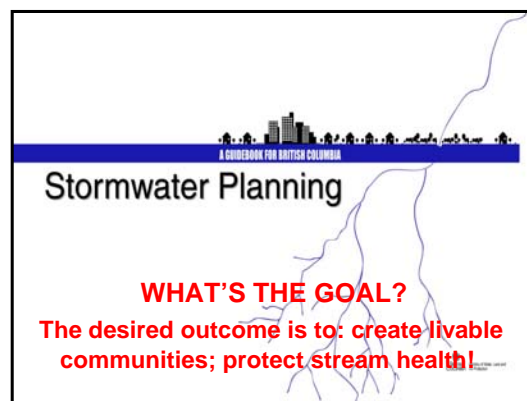 A GUIDEBOOK FOR BRITISH COLUMBIA
Stormwater Planning
WHAT'S THE GOAL?
The desired outcome is to: create livable
communities; protect stream health!